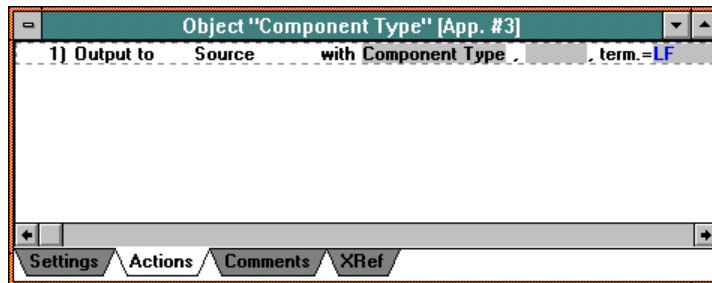 Object "Component Type" [App. #3]
1) Output to Source with Component Type , , term.=LF
Settings Actions Comments XRef